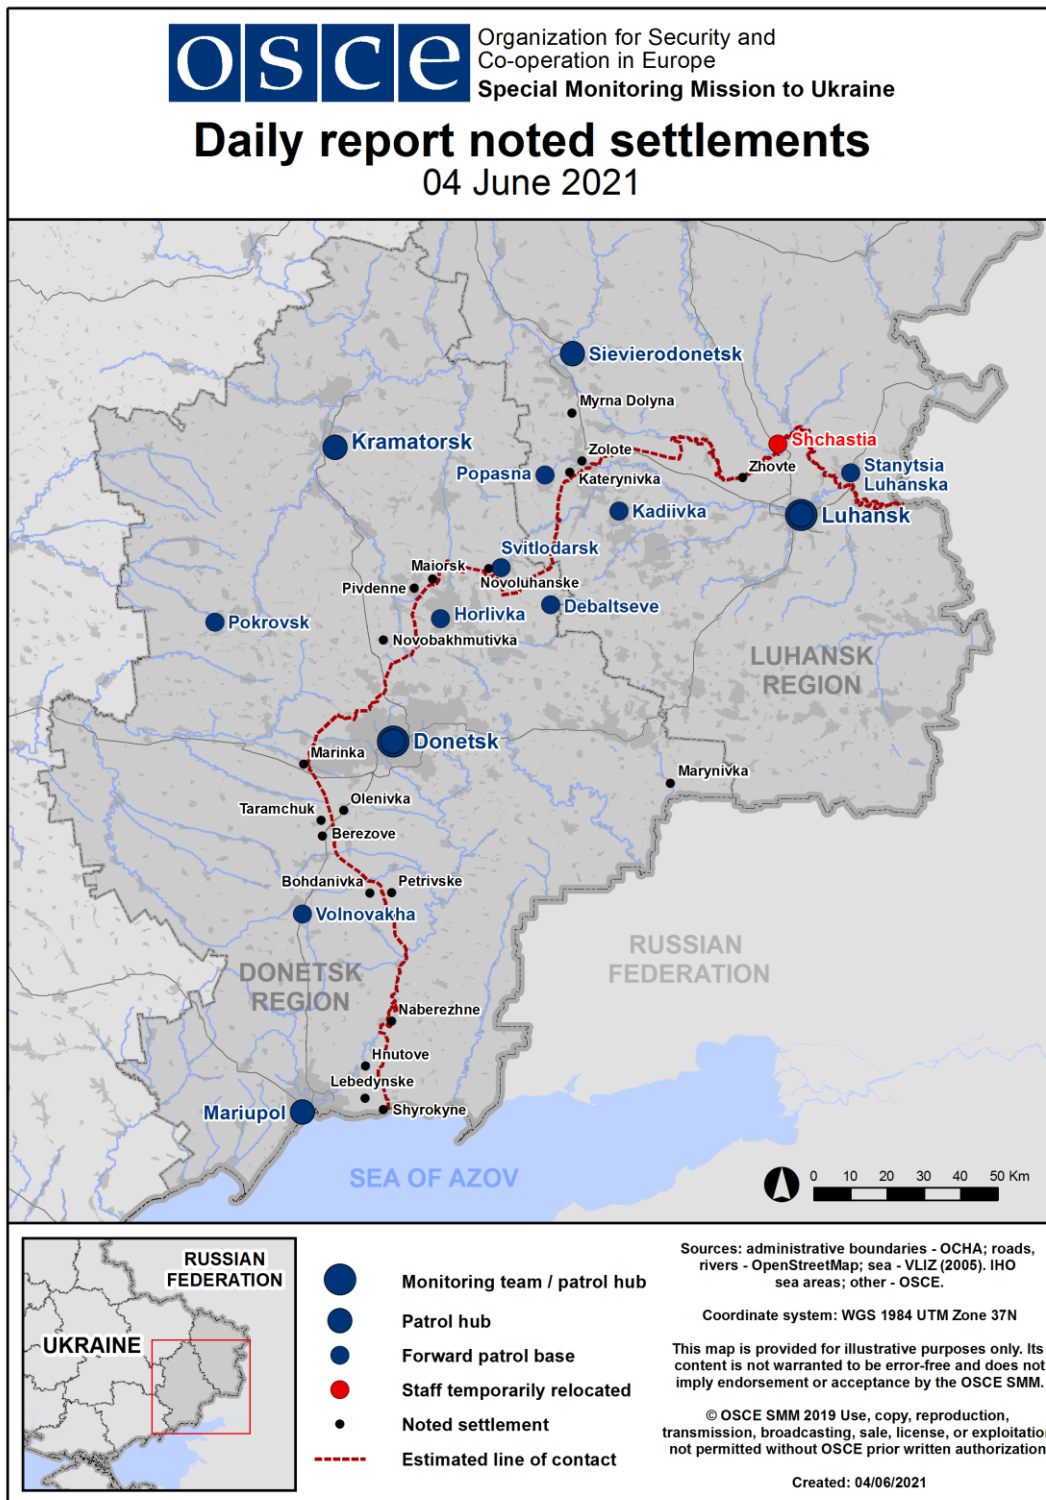 osce
Organization for Security and
Co-operation in Europe
Special Monitoring Mission to Ukraine
Daily report noted settlements
04 June 2021
Sievierodonetsk
Myrna Dolyna
Kramatorsk
Shchastia
Zolote
Zhovte
Popasna
Katerynivka
Stanytsia
Luhanska
Kadiivka
Luhansk
Svitlodarsk
Maiorsk
Novoluhanske
Pivdenne
Horlivka
Debaltseve
Pokrovsk
Novobakhmutivka
LUHANSK
REGION
Donetsk
Marinka
Marynivka
Olenivka
Taramchuk
Berezove
Bohdanivka
Petrivske
Volnovakha
RUSSIAN
FEDERATION
DONETSK
REGION
Naberezhne
Hnutove
Lebedynske
Mariupol
Shyrokyne
SEA OF AZOV
0 10 20 30 40 50 Km
RUSSIAN
FEDERATION
UKRAINE
Monitoring team / patrol hub
Patrol hub
Forward patrol base
Staff temporarily relocated
Noted settlement
Estimated line of contact
Sources: administrative boundaries - OCHA; roads,
rivers - OpenStreetMap; sea - VLIZ (2005). IHO
sea areas; other - OSCE.
Coordinate system: WGS 1984 UTM Zone 37N
This map is provided for illustrative purposes only. Its
content is not warranted to be error-free and does not
imply endorsement or acceptance by the OSCE SMM.
© OSCE SMM 2019 Use, copy, reproduction,
transmission, broadcasting, sale, license, or exploitation
not permitted without OSCE prior written authorization
Created: 04/06/2021